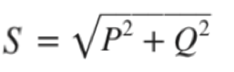 S = √(P² + Q²)